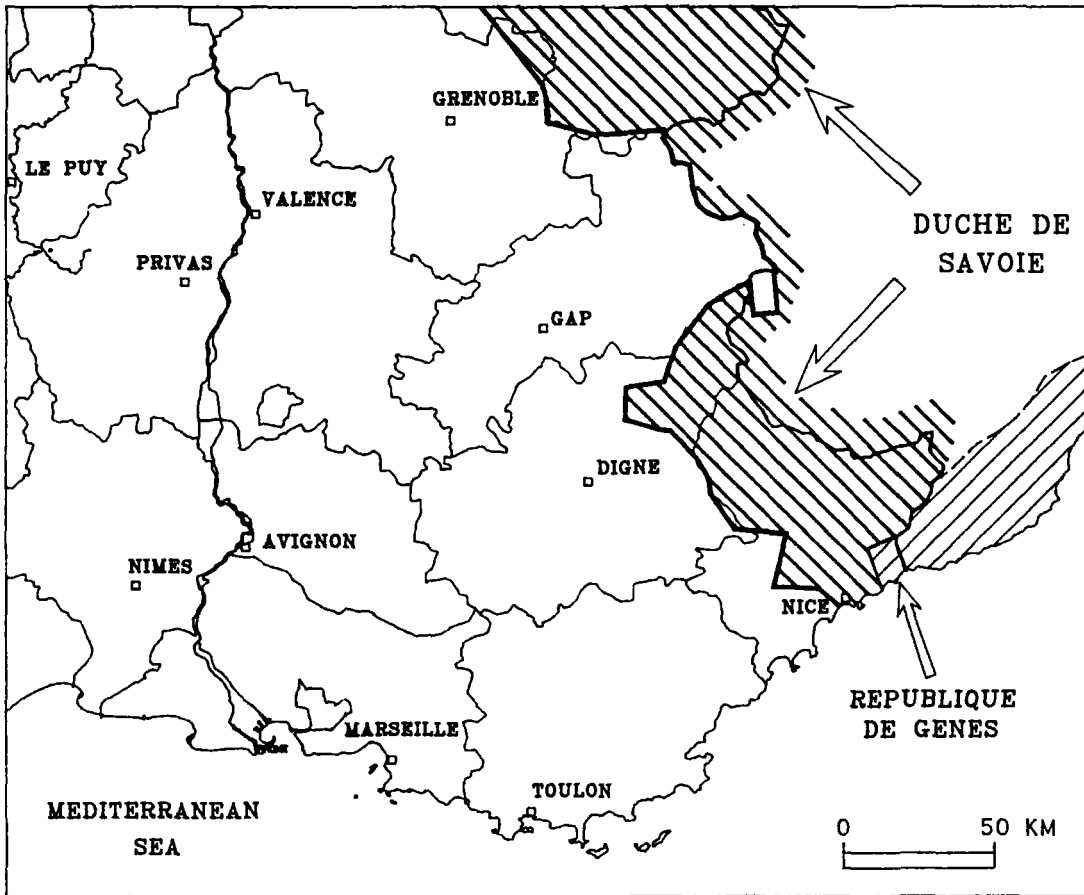 GRENOBLE
LE PUY
VALENCE
DUCHE DE
SAVOIE
PRIVAS
GAP
DIGNE
AVIGNON
NIMES
NICE
REPUBLIQUE
DE GENES
MARSEILLE
TOULON
MEDITERRANEAN
SEA
0 50 KM